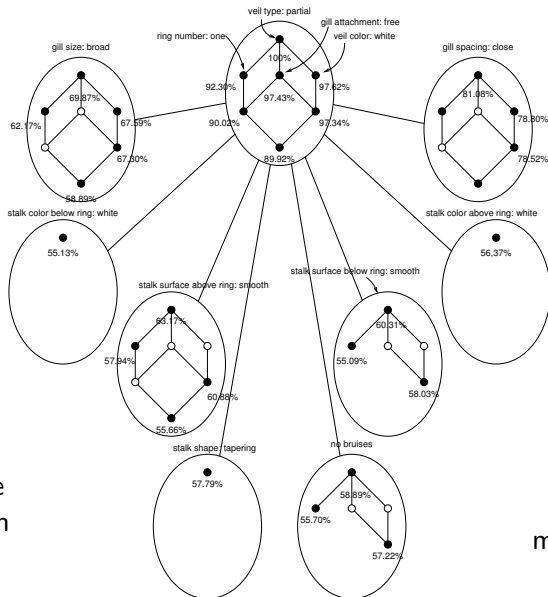 veil type: partial
gill attachment: free
ring number: one
veil color: white
gill size: broad
gill spacing: close
100%
92.30%
97.43%
97.62%
90.02%
97.34%
89.92%
69.87%
62.17%
67.59%
67.30%
58.89%
81.08%
78.80%
78.52%
stalk color below ring: white
55.13%
stalk color above ring: white
56,37%
stalk surface above ring: smooth
63.17%
57.94%
60.88%
55.66%
stalk surface below ring: smooth
60.31%
55.09%
58.03%
stalk shape: tapering
57.79%
no bruises
58.89%
55.70%
57.22%
e
n
m